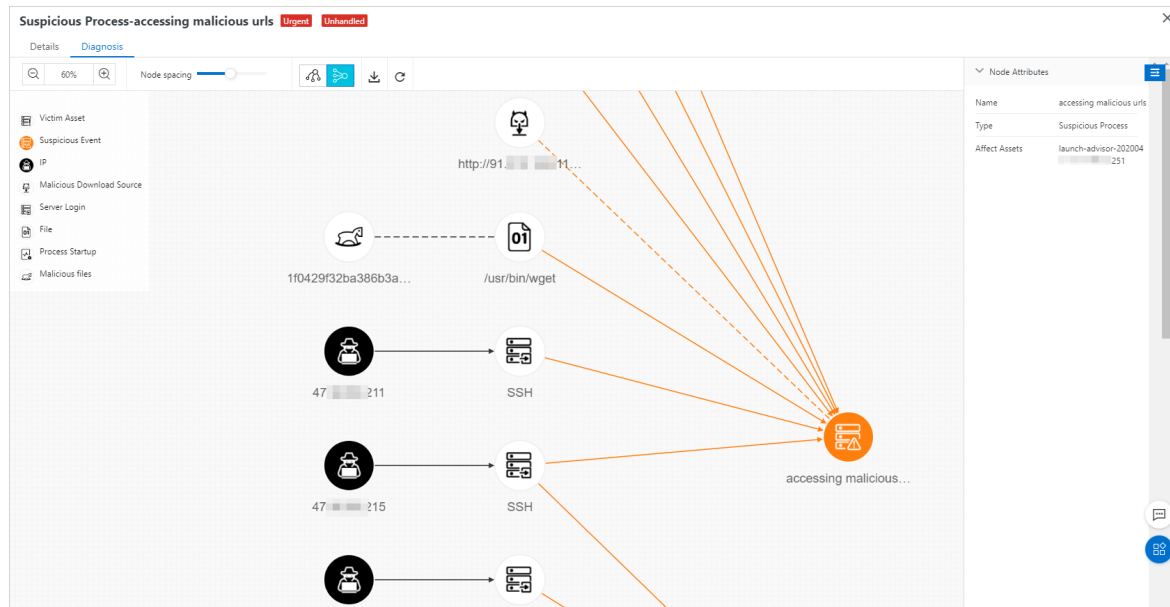 Suspicious Process-accessing malicious urls Urgent Unhandled
Details Diagnosis
60% Node spacing
Victim Asset
Suspicious Event
IP
Malicious Download Source
Server Login
File
Process Startup
Malicious files
http://91. 11...
01
1f0429f32ba386b3a...
/usr/bin/wget
47 211
SSH
47 215
SSH
accessing malicious...
Node Attributes
Name accessing malicious urls
Type Suspicious Process
Affect Assets launch-advisor-202004
251